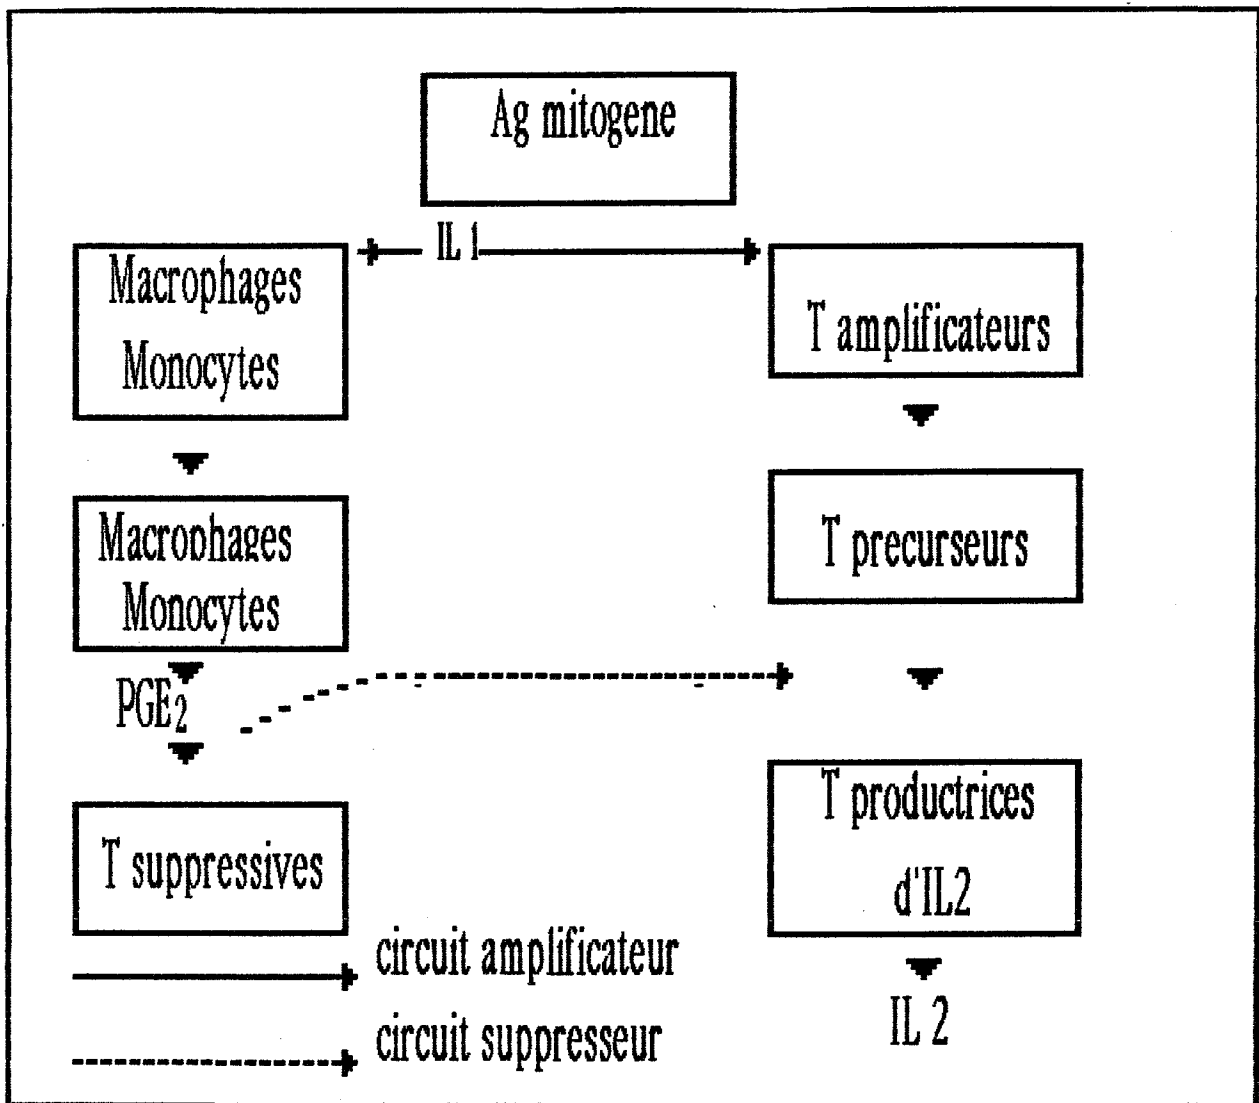 Ag mitogene
IL 1
Macrophages
Monocytes
T amplificateurs
Macrophages
Monocytes
T precurseurs
PGE2
T suppressives
T productrices
d'IL2
IL 2
circuit amplificateur
circuit suppresseur